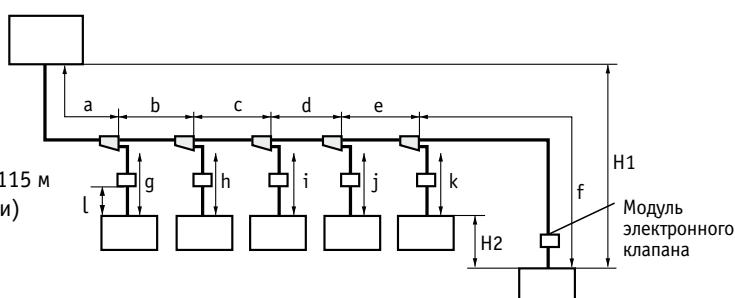 a b c d e
115 м
и)
g h i j k
l
H1
f
H2
Модуль
электронного
клапана